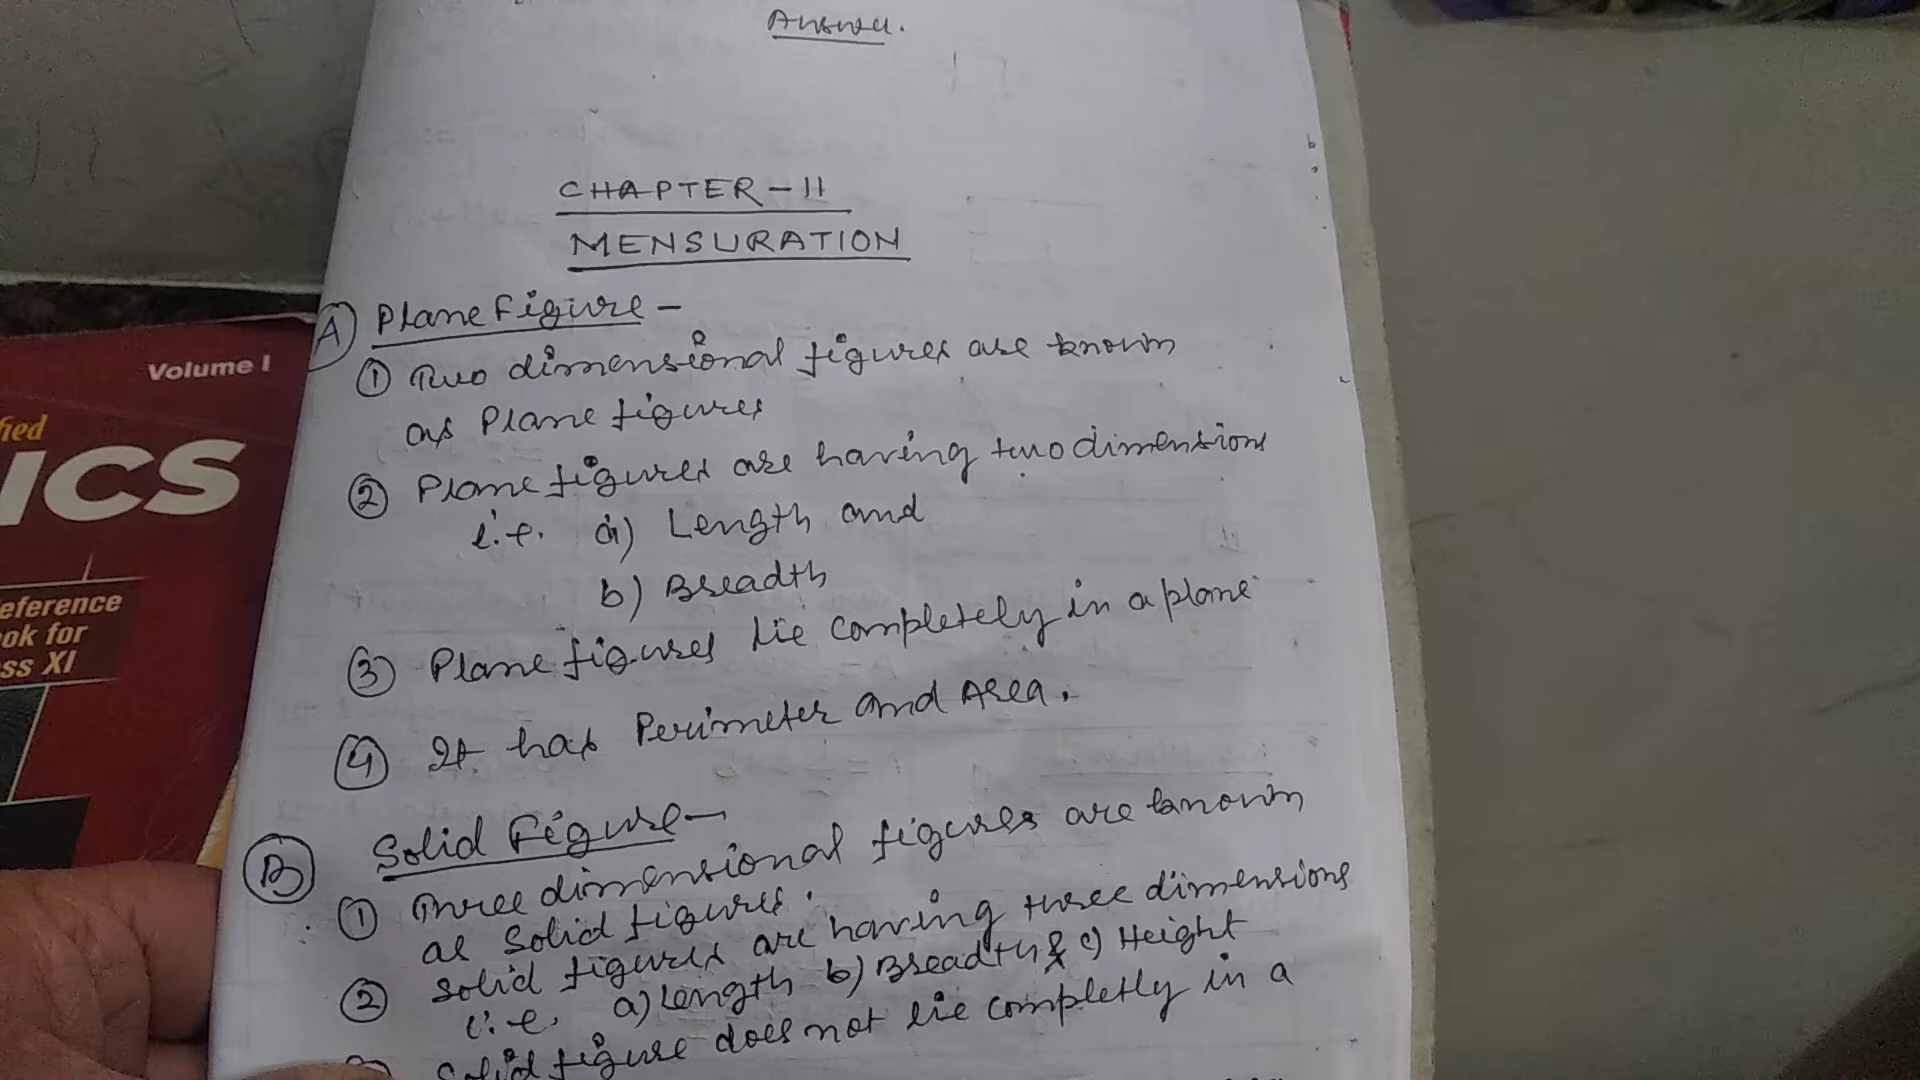 Answer.
CHAPTER-11
MENSURATION
A) Plane Figure -
① Two dimensional figures are known
as Plane figures
② Plane figures are having two dimensions
i.e. a) Length and
b) Breadth
③ Plane figures lie completely in a plane
④ It has Perimeter and Area.
B Solid Figure -
① Three dimensional figures are known
as Solid figures.
② Solid figures are having three dimensions
i.e. a) Length b) Breadth & c) Height
Solid figure does not lie completly in a
Volume I
fied
ICS
eference
ok for
ss XI